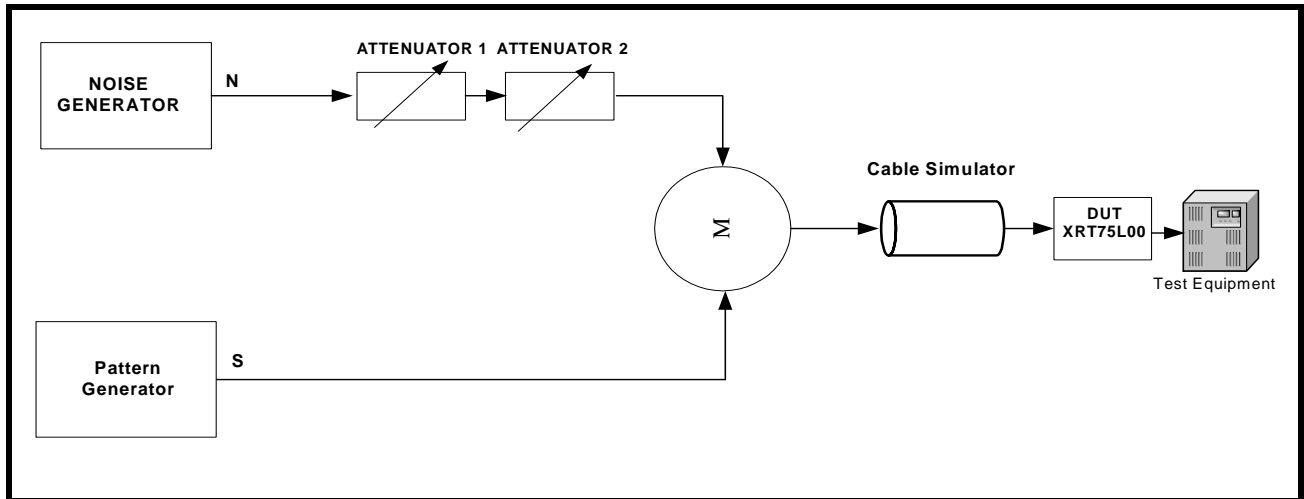 NOISE
GENERATOR
N
ATTENUATOR 1
ATTENUATOR 2
M
Cable Simulator
DUT
XRT75L00
Test Equipment
Pattern
Generator
S